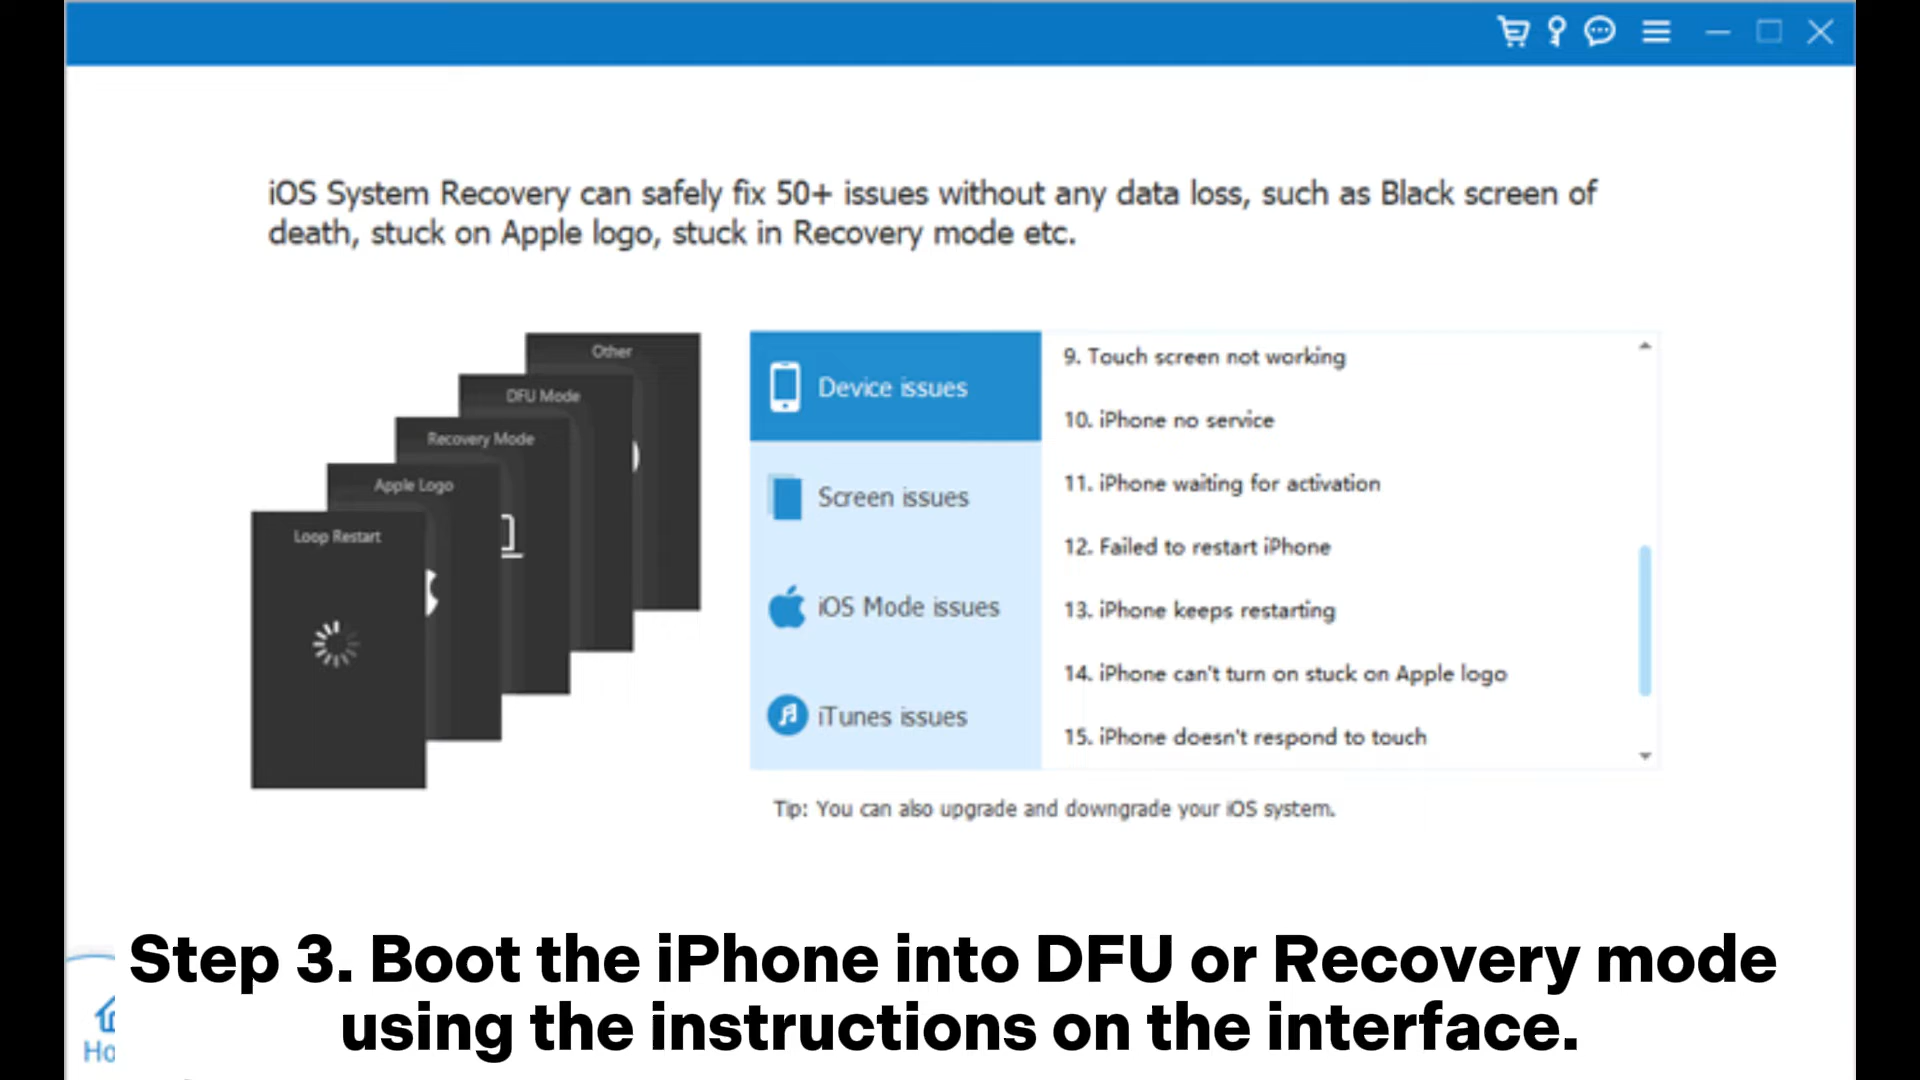 iOS System Recovery can safely fix 50+ issues without any data loss, such as Black screen of
death, stuck on Apple logo, stuck in Recovery mode etc.
Other
DFU Mode
Recovery Mode
Apple Logo
Loop Restart
Device issues
Screen issues
iOS Mode issues
iTunes issues
9. Touch screen not working
10. iPhone no service
11. iPhone waiting for activation
12. Failed to restart iPhone
13. iPhone keeps restarting
14. iPhone can't turn on stuck on Apple logo
15. iPhone doesn't respond to touch
Tip: You can also upgrade and downgrade your iOS system.
Step 3. Boot the iPhone into DFU or Recovery mode
using the instructions on the interface.